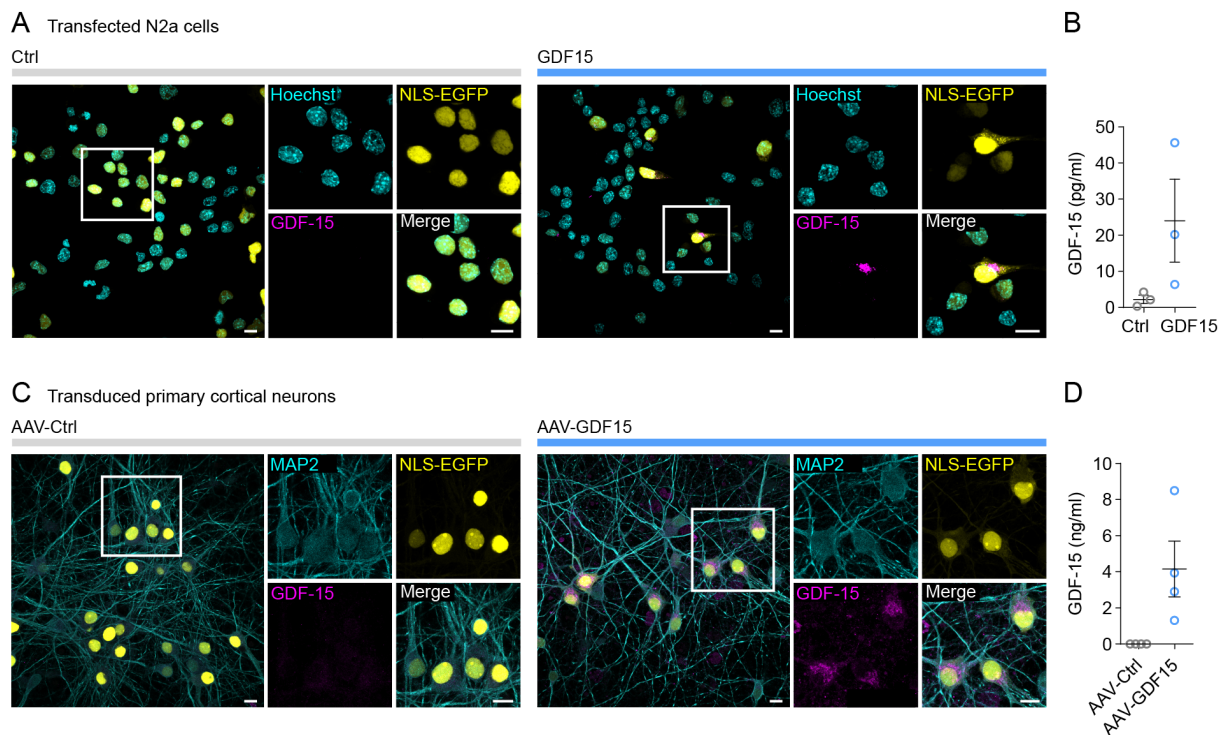 A Transfected N2a cells
Ctrl
GDF15
Hoechst
NLS-EGFP
GDF-15
Merge
Hoechst
NLS-EGFP
GDF-15
Merge
B
GDF-15 (pg/ml)
50
40
30
20
10
0
Ctrl
GDF15
C Transduced primary cortical neurons
AAV-Ctrl
AAV-GDF15
MAP2
NLS-EGFP
GDF-15
Merge
MAP2
NLS-EGFP
GDF-15
Merge
D
GDF-15 (ng/ml)
10
8
6
4
2
0
AAV-Ctrl
AAV-GDF15